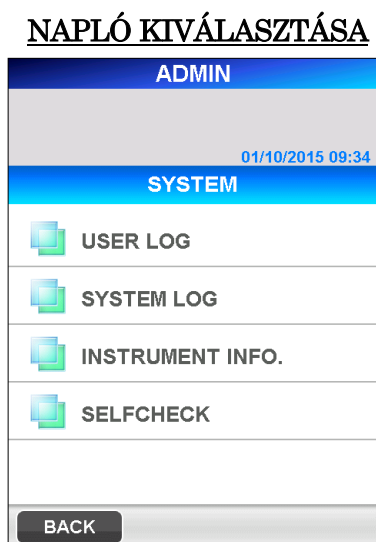 NAPLÓ KIVÁLASZTÁSA
ADMIN
01/10/2015 09:34
SYSTEM
USER LOG
SYSTEM LOG
INSTRUMENT INFO.
SELFCHECK
BACK